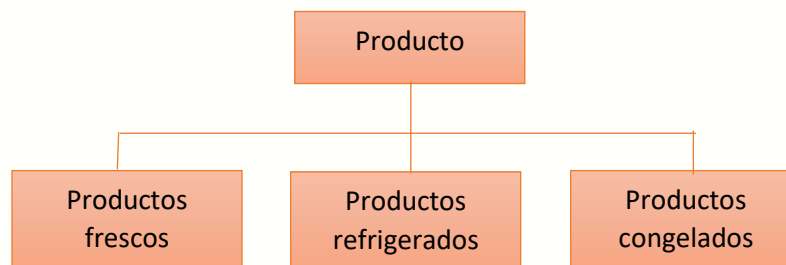 Producto
Productos
frescos
Productos
refrigerados
Productos
congelados